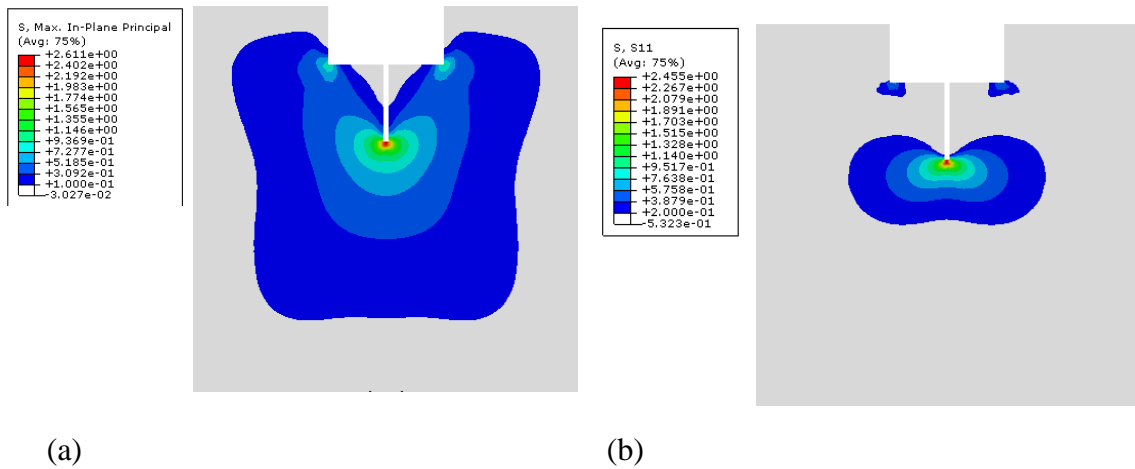 S, Max. In-Plane Principal
(Avg: 75%)
+2.611e+00
+2.402e+00
+2.192e+00
+1.983e+00
+1.774e+00
+1.565e+00
+1.355e+00
+1.146e+00
+9.369e-01
+7.277e-01
+5.185e-01
+3.092e-01
+1.000e-01
-3.027e-02
S, S11
(Avg: 75%)
+2.455e+00
+2.267e+00
+2.079e+00
+1.891e+00
+1.703e+00
+1.515e+00
+1.328e+00
+1.140e+00
+9.517e-01
+7.638e-01
+5.758e-01
+3.879e-01
+2.000e-01
-5.323e-01
(a)
(b)